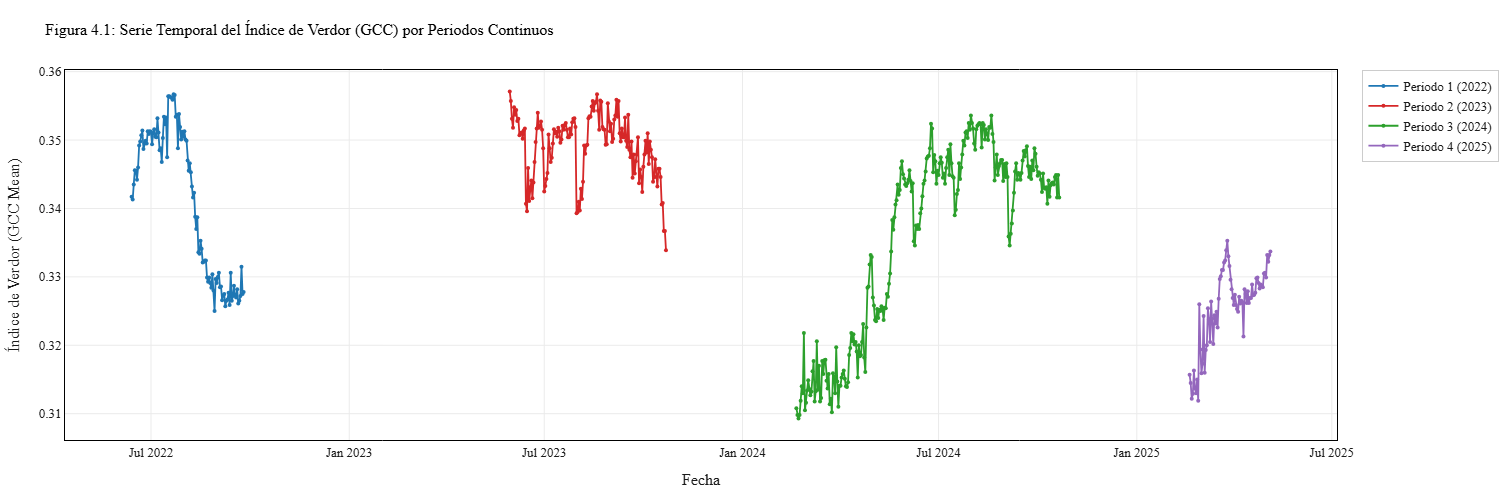 Figura 4.1: Serie Temporal del Índice de Verdor (GCC) por Periodos Continuos
0.36
0.35
0.34
0.33
0.32
0.31
Índice de Verdor (GCC Mean)
Jul 2022
Jan 2023
Jul 2023
Jan 2024
Jul 2024
Jan 2025
Jul 2025
Fecha
Periodo 1 (2022)
Periodo 2 (2023)
Periodo 3 (2024)
Periodo 4 (2025)